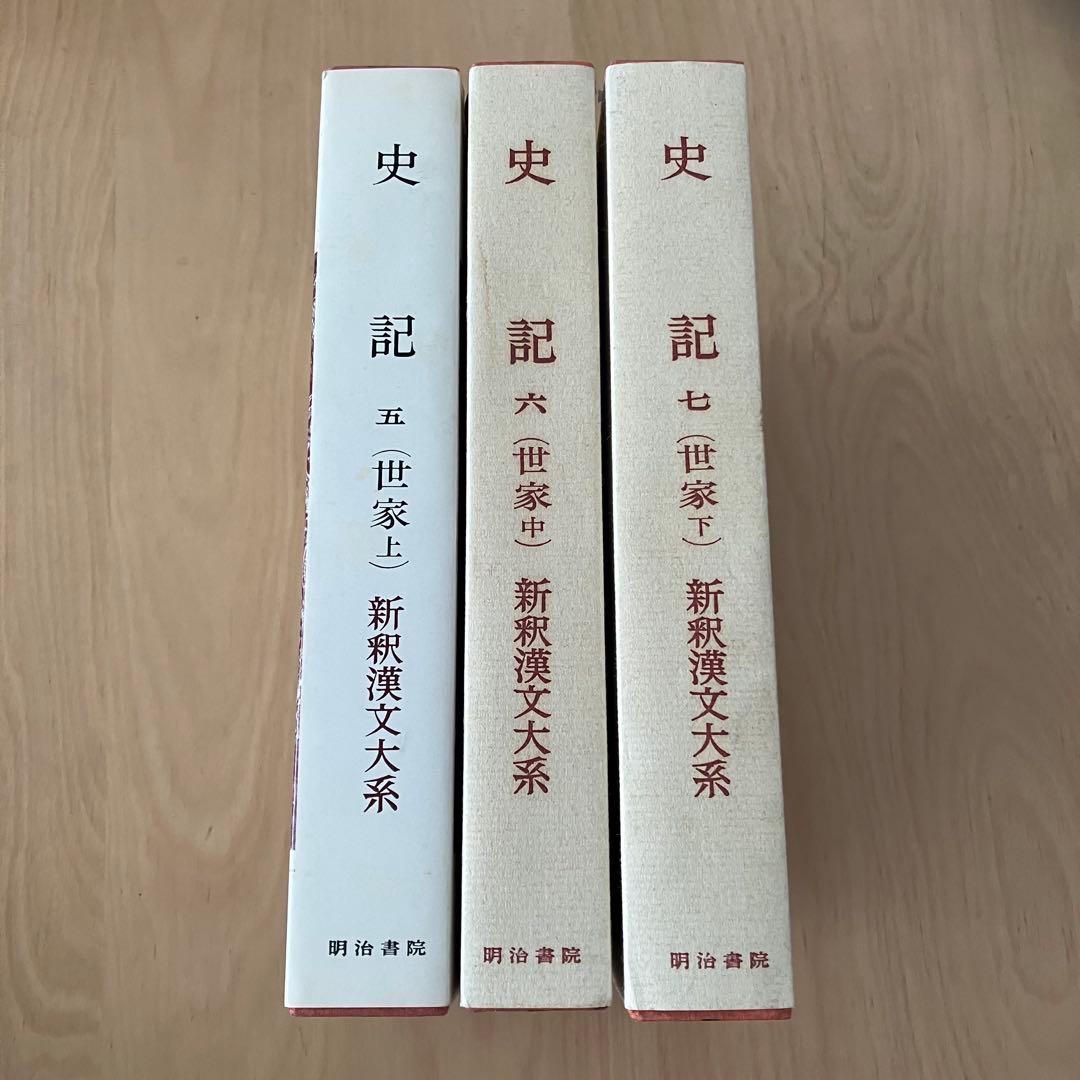 史記 五（世家上） 新釈漢文大系
明治書院
史記 六（世家中） 新釈漢文大系
明治書院
史記 七（世家下） 新釈漢文大系
明治書院